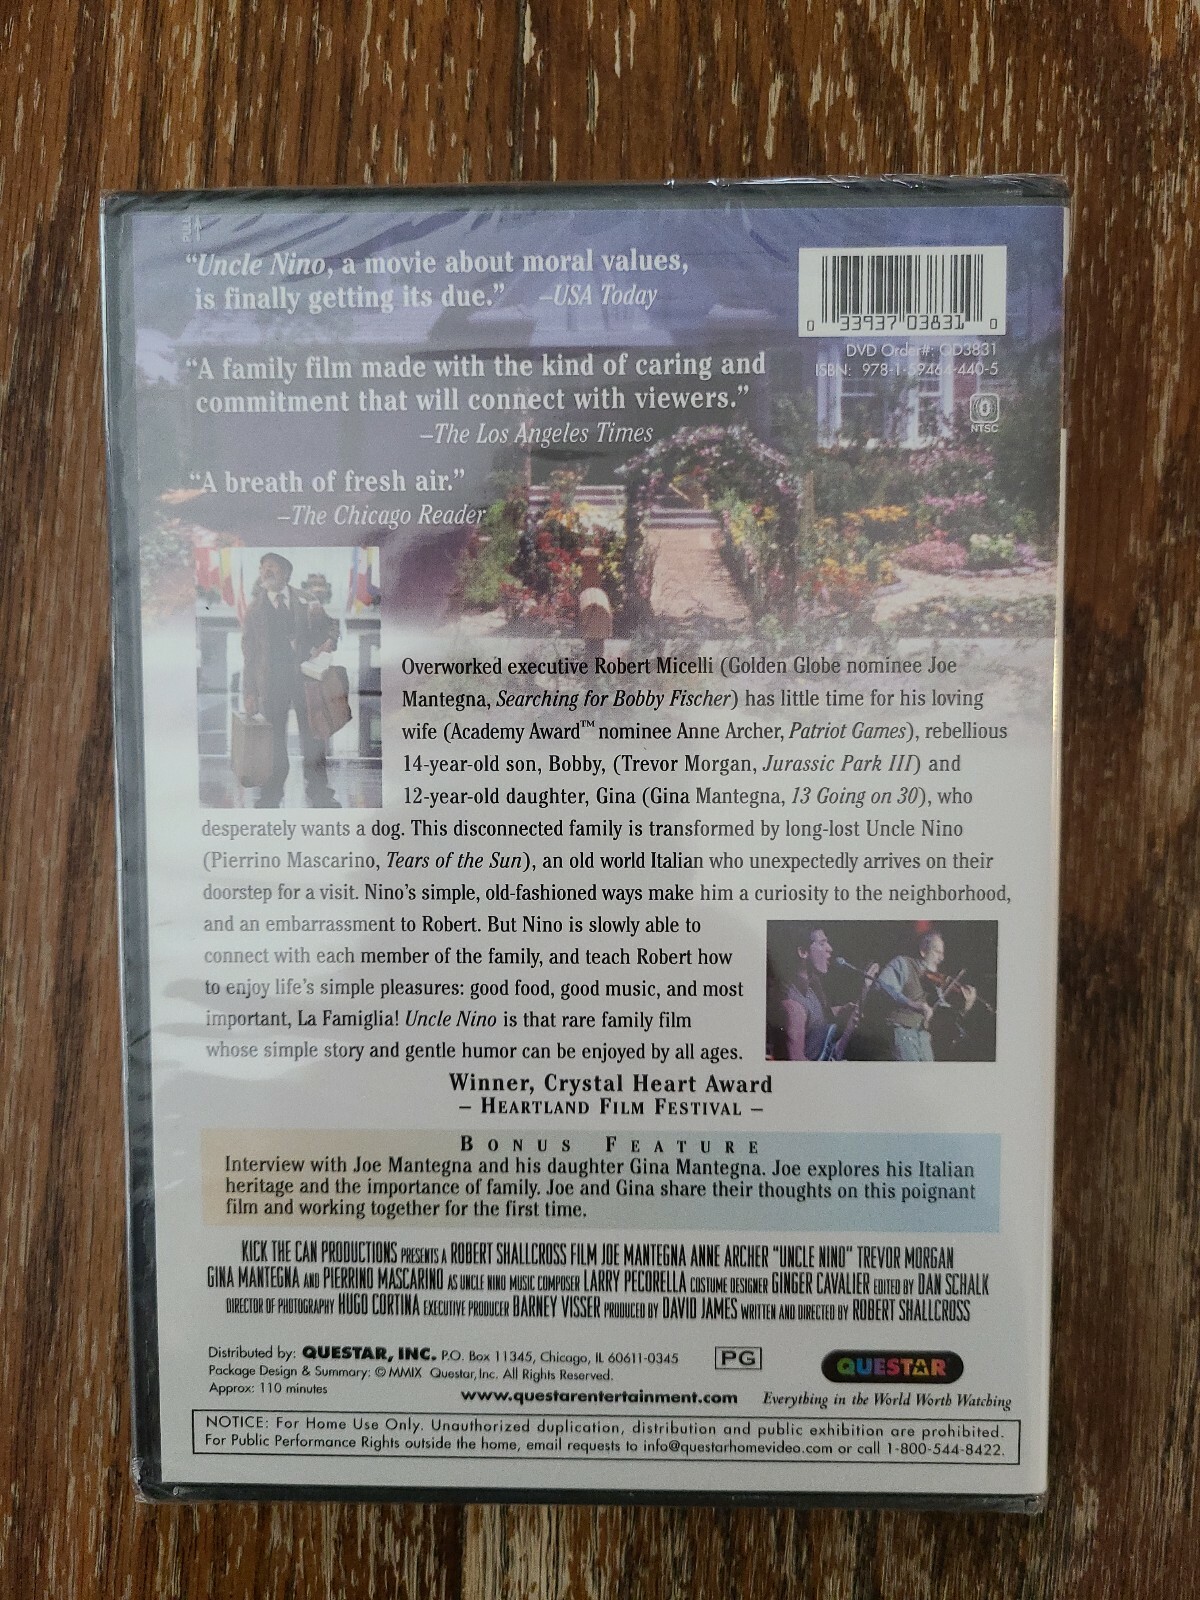 PULL
“Uncle Nino, a movie about moral values,
is finally getting its due.” –USA Today
0 33937 03831 0
DVD Order#: QD3831
ISBN: 978-1-59464-440-5
“A family film made with the kind of caring and
commitment that will connect with viewers.”
–The Los Angeles Times
0
NTSC
“A breath of fresh air.”
–The Chicago Reader
Overworked executive Robert Micelli (Golden Globe nominee Joe
Mantegna, Searching for Bobby Fischer) has little time for his loving
wife (Academy Award™ nominee Anne Archer, Patriot Games), rebellious
14-year-old son, Bobby, (Trevor Morgan, Jurassic Park III) and
12-year-old daughter, Gina (Gina Mantegna, 13 Going on 30), who
desperately wants a dog. This disconnected family is transformed by long-lost Uncle Nino
(Pierrino Mascarino, Tears of the Sun), an old world Italian who unexpectedly arrives on their
doorstep for a visit. Nino’s simple, old-fashioned ways make him a curiosity to the neighborhood,
and an embarrassment to Robert. But Nino is slowly able to
connect with each member of the family, and teach Robert how
to enjoy life’s simple pleasures: good food, good music, and most
important, La Famiglia! Uncle Nino is that rare family film
whose simple story and gentle humor can be enjoyed by all ages.
Winner, Crystal Heart Award
– HEARTLAND FILM FESTIVAL –
BONUS FEATURE
Interview with Joe Mantegna and his daughter Gina Mantegna. Joe explores his Italian
heritage and the importance of family. Joe and Gina share their thoughts on this poignant
film and working together for the first time.
KICK THE CAN PRODUCTIONS PRESENTS A ROBERT SHALLCROSS FILM JOE MANTEGNA ANNE ARCHER “UNCLE NINO” TREVOR MORGAN
GINA MANTEGNA AND PIERRINO MASCARINO AS UNCLE NINO MUSIC COMPOSER LARRY PECORELLA COSTUME DESIGNER GINGER CAVALIER EDITED BY DAN SCHALK
DIRECTOR OF PHOTOGRAPHY HUGO CORTINA EXECUTIVE PRODUCER BARNEY VISSER PRODUCED BY DAVID JAMES WRITTEN AND DIRECTED BY ROBERT SHALLCROSS
Distributed by: QUESTAR, INC. P.O. Box 11345, Chicago, IL 60611-0345
Package Design & Summary: © MMIX Questar, Inc. All Rights Reserved.
Approx: 110 minutes
PG
QUESTAR
www.questarentertainment.com
Everything in the World Worth Watching
NOTICE: For Home Use Only. Unauthorized duplication, distribution and public exhibition are prohibited.
For Public Performance Rights outside the home, email requests to info@questarhomevideo.com or call 1-800-544-8422.